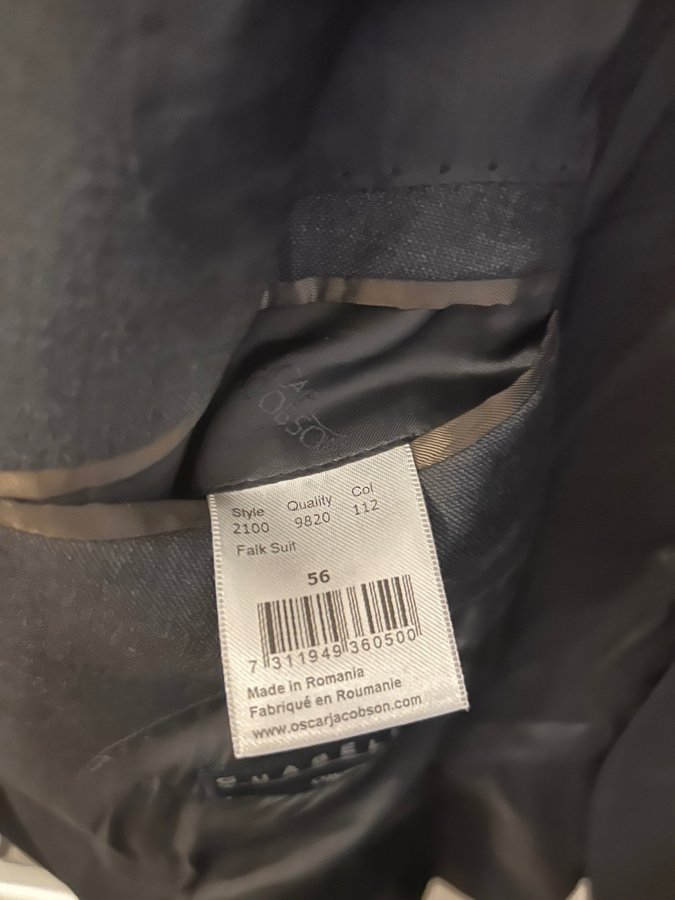 Style Quality Col
2100 9820 112
Falk Suit
56
7 311949 360500
Made in Romania
Fabriqué en Roumanie
www.oscarjacobson.com